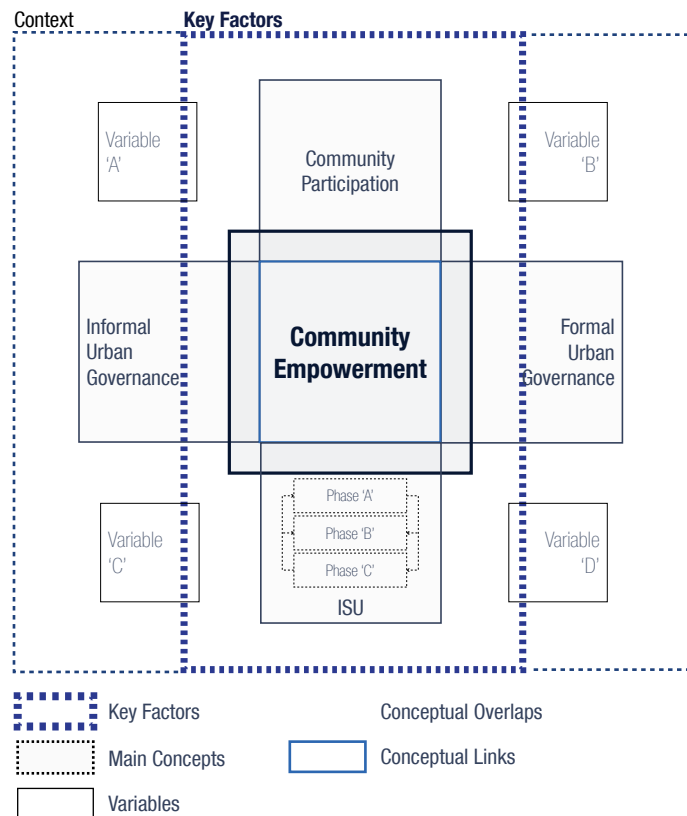 Context
Key Factors
Variable
'A'
Variable
'B'
Community
Participation
Informal
Urban
Governance
Community
Empowerment
Formal
Urban
Governance
Phase 'A'
Phase 'B'
Phase 'C'
ISU
Variable
'C'
Variable
'D'
Key Factors
Conceptual Overlaps
Main Concepts
Conceptual Links
Variables